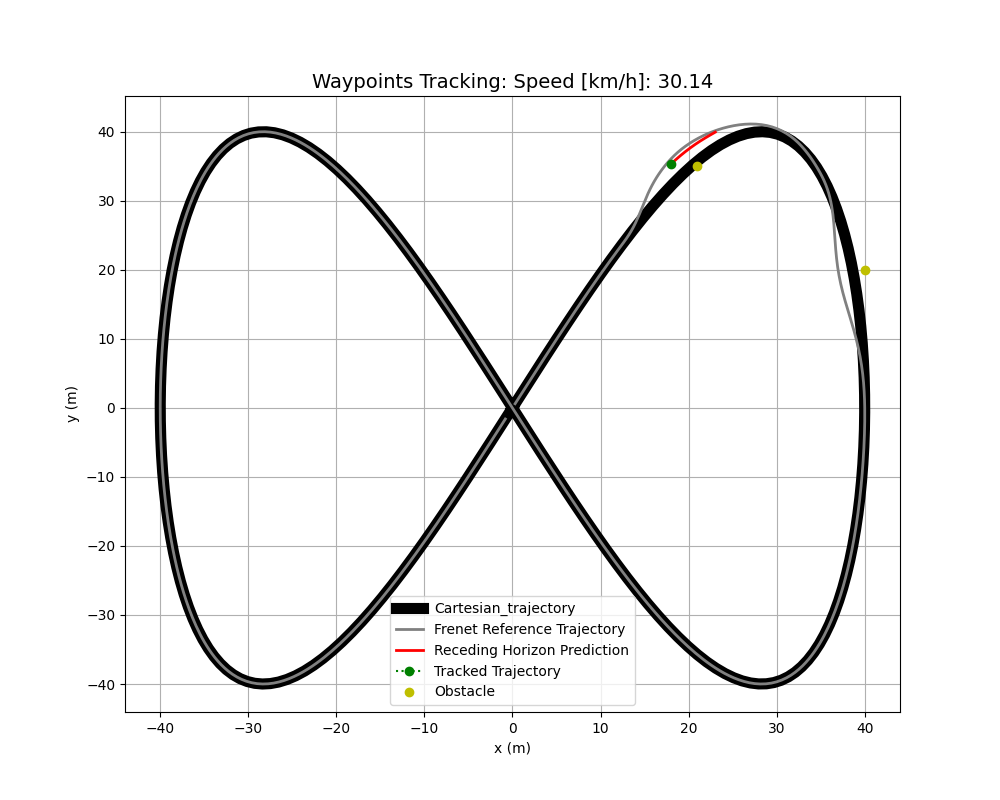 Waypoints Tracking: Speed [km/h]: 30.14
40
30
20
10
0
−10
−20
−30
−40
y (m)
Cartesian_trajectory
Frenet Reference Trajectory
Receding Horizon Prediction
Tracked Trajectory
Obstacle
−40 −30 −20 −10 0 10 20 30 40
x (m)